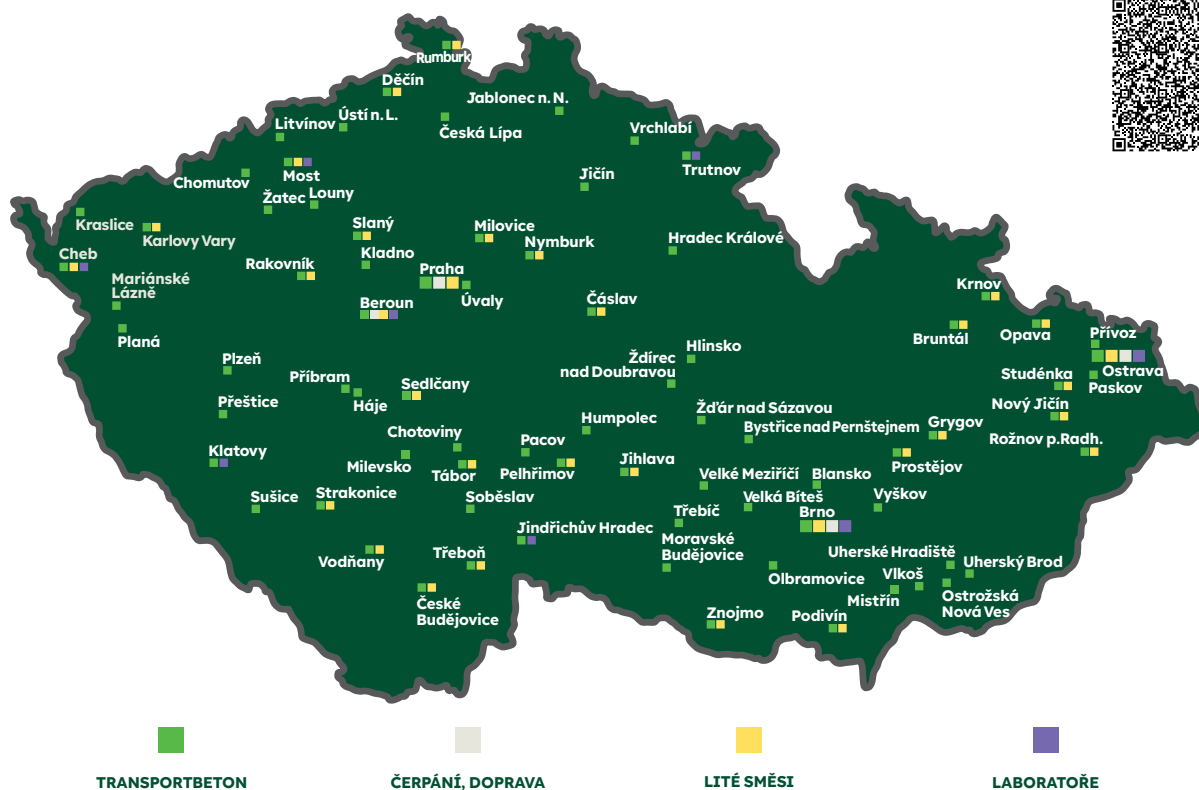 Rumburk
Děčín
Jablonec n. N.
Ústí n. L.
Litvínov
Česká Lípa
Vrchlabí
Most
Trutnov
Chomutov
Jičín
Žatec
Louny
Kraslice
Slaný
Milovice
Karlovy Vary
Nymburk
Hradec Králové
Cheb
Kladno
Rakovník
Praha
Mariánské
Lázně
Úvaly
Krnov
Beroun
Čáslav
Planá
Bruntál
Opava
Přívoz
Hlinsko
Plzeň
Ždírec
nad Doubravou
Ostrava
Příbram
Sedlčany
Studénka
Paskov
Přeštice
Háje
Žďár nad Sázavou
Nový Jičín
Humpolec
Bystřice nad Pernštejnem
Grygov
Chotoviny
Pacov
Rožnov p.Radh.
Klatovy
Milevsko
Jihlava
Prostějov
Tábor
Pelhřimov
Velké Meziříčí
Blansko
Sušice
Strakonice
Soběslav
Velká Bíteš
Vyškov
Třebíč
Brno
Jindřichův Hradec
Moravské
Budějovice
Vodňany
Třeboň
Uherské Hradiště
Uherský Brod
Olbramovice
Vlkoš
Mistřín
Ostrožská
Nová Ves
České
Budějovice
Znojmo
Podivín
TRANSPORTBETON
ČERPÁNÍ, DOPRAVA
LITÉ SMĚSI
LABORATOŘE